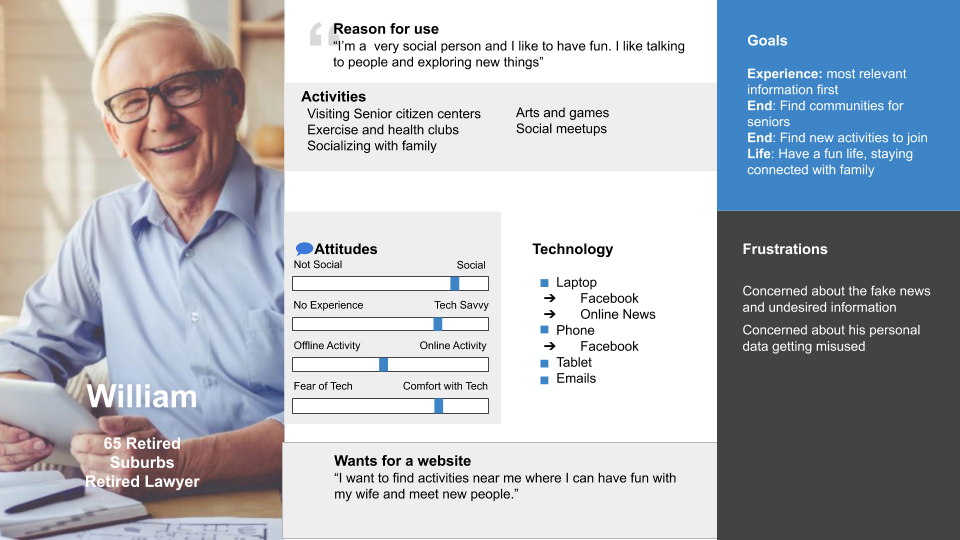 William
65 Retired
Suburbs
Retired Lawyer
“
Reason for use
“I’m a  very social person and I like to have fun. I like talking
to people and exploring new things”
Activities
Visiting Senior citizen centers
Exercise and health clubs
Socializing with family
Arts and games
Social meetups
Attitudes
Not Social Social
No Experience Tech Savvy
Offline Activity Online Activity
Fear of Tech Comfort with Tech
Technology
■ Laptop
➔ Facebook
➔ Online News
■ Phone
➔ Facebook
■ Tablet
■ Emails
Wants for a website
“I want to find activities near me where I can have fun with
my wife and meet new people.”
Goals
Experience: most relevant
information first
End: Find communities for
seniors
End: Find new activities to join
Life: Have a fun life, staying
connected with family
Frustrations
Concerned about the fake news
and undesired information
Concerned about his personal
data getting misused